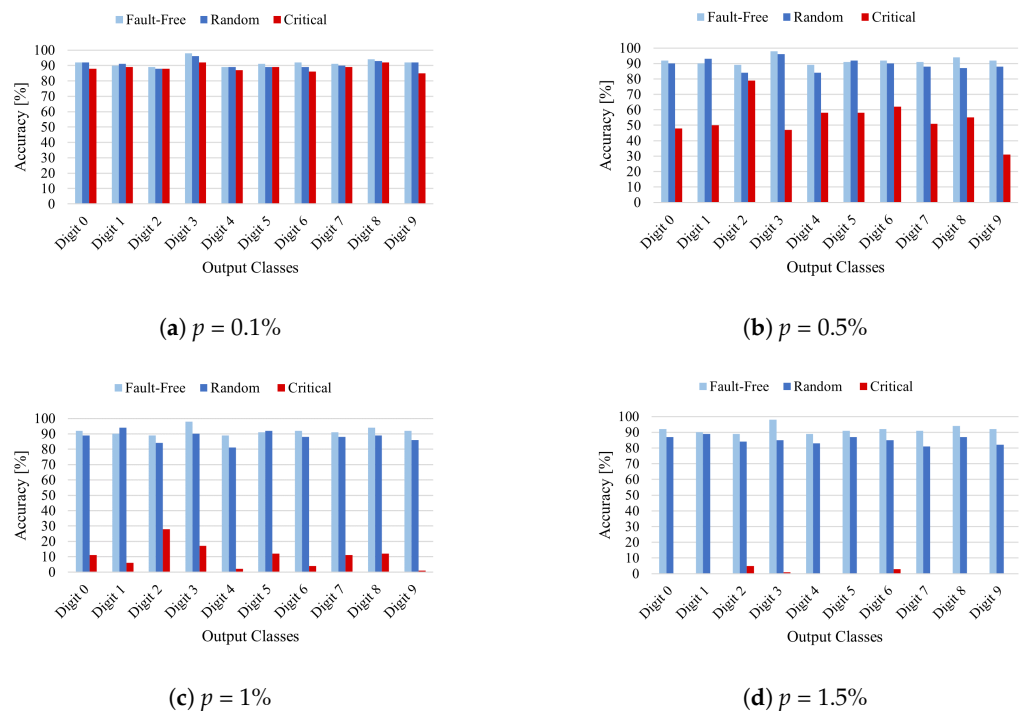 Fault-Free Random Critical
Accuracy [%]
100
90
80
70
60
50
40
30
20
10
0
Digit 0 Digit 1 Digit 2 Digit 3 Digit 4 Digit 5 Digit 6 Digit 7 Digit 8 Digit 9
Output Classes
(a) p = 0.1%
Fault-Free Random Critical
Accuracy [%]
100
90
80
70
60
50
40
30
20
10
0
Digit 0 Digit 1 Digit 2 Digit 3 Digit 4 Digit 5 Digit 6 Digit 7 Digit 8 Digit 9
Output Classes
(b) p = 0.5%
Fault-Free Random Critical
Accuracy [%]
100
90
80
70
60
50
40
30
20
10
0
Digit 0 Digit 1 Digit 2 Digit 3 Digit 4 Digit 5 Digit 6 Digit 7 Digit 8 Digit 9
Output Classes
(c) p = 1%
Fault-Free Random Critical
Accuracy [%]
100
90
80
70
60
50
40
30
20
10
0
Digit 0 Digit 1 Digit 2 Digit 3 Digit 4 Digit 5 Digit 6 Digit 7 Digit 8 Digit 9
Output Classes
(d) p = 1.5%